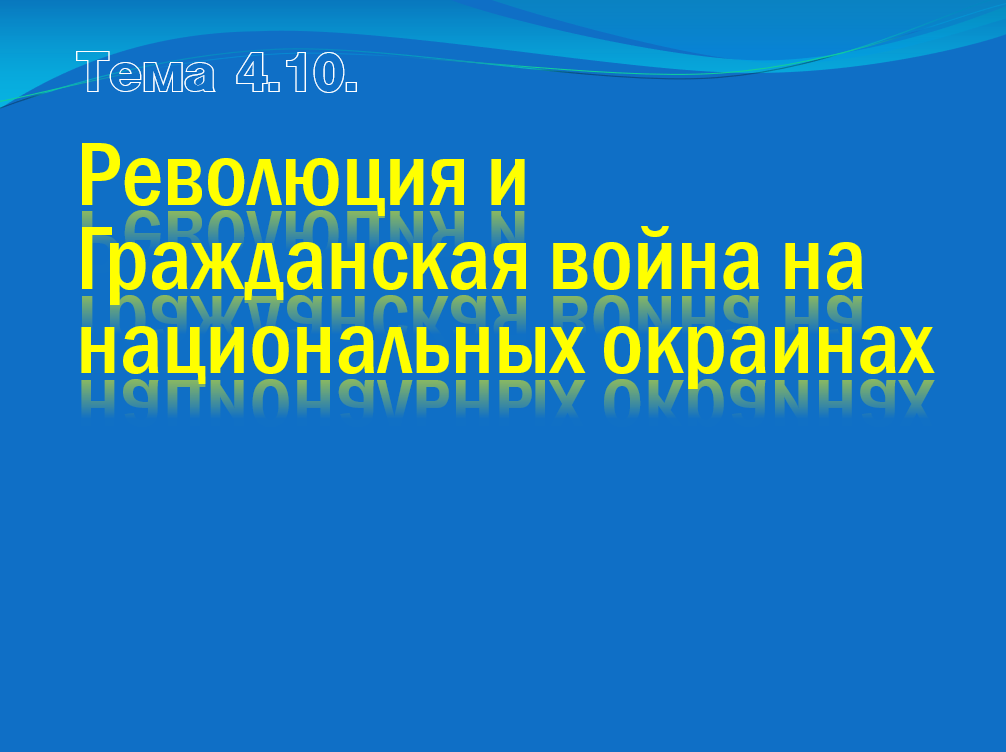 Тема 4.10.
Революция и
Гражданская война на
национальных окраинах